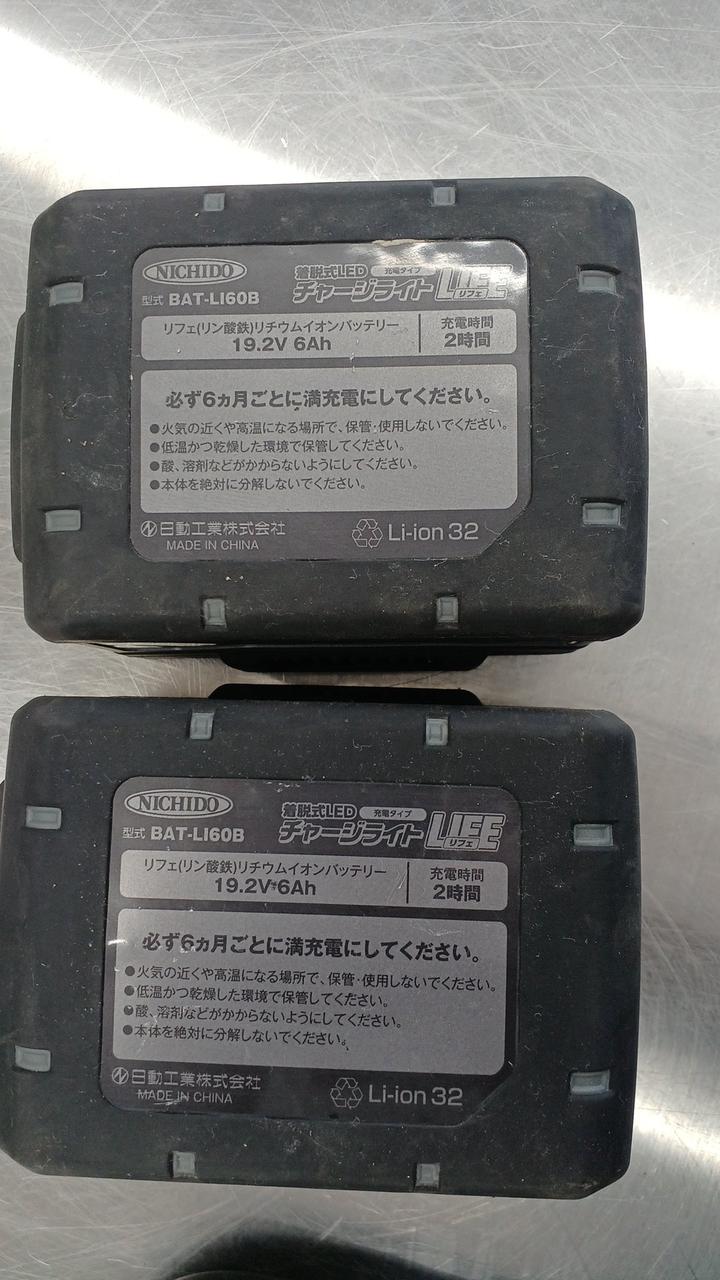 NICHIDO
着脱式LED 充電タイプ
チャージライト LIFE
リフェ
型式 BAT-LI60B
リフェ(リン酸鉄)リチウムイオンバッテリー
19.2V 6Ah
充電時間
2時間
必ず6ヵ月ごとに満充電にしてください。
●火気の近くや高温になる場所で、保管・使用しないでください。
●低温かつ乾燥した環境で保管してください。
●酸、溶剤などがかからないようにしてください。
●本体を絶対に分解しないでください。
日動工業株式会社
MADE IN CHINA
Li-ion 32
NICHIDO
着脱式LED 充電タイプ
チャージライト LIFE
リフェ
型式 BAT-LI60B
リフェ(リン酸鉄)リチウムイオンバッテリー
19.2V 6Ah
充電時間
2時間
必ず6ヵ月ごとに満充電にしてください。
●火気の近くや高温になる場所で、保管・使用しないでください。
●低温かつ乾燥した環境で保管してください。
●酸、溶剤などがかからないようにしてください。
●本体を絶対に分解しないでください。
日動工業株式会社
MADE IN CHINA
Li-ion 32